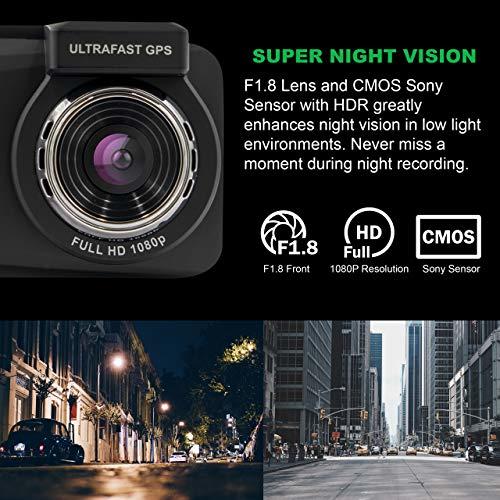 ULTRAFAST GPS
FULL HD 1080p
SUPER NIGHT VISION
F1.8 Lens and CMOS Sony
Sensor with HDR greatly
enhances night vision in low light
environments. Never miss a
moment during night recording.
F1.8
F1.8 Front
HD
Full
1080P Resolution
CMOS
Sony Sensor